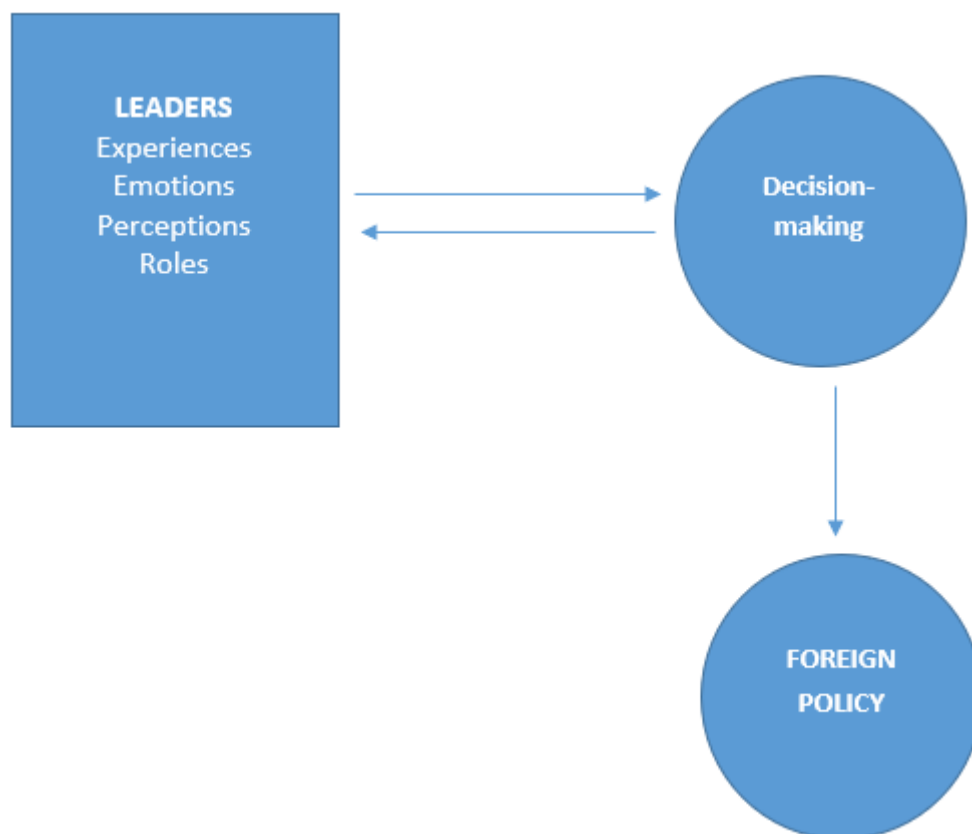 LEADERS
Experiences
Emotions
Perceptions
Roles
Decision-
making
FOREIGN
POLICY